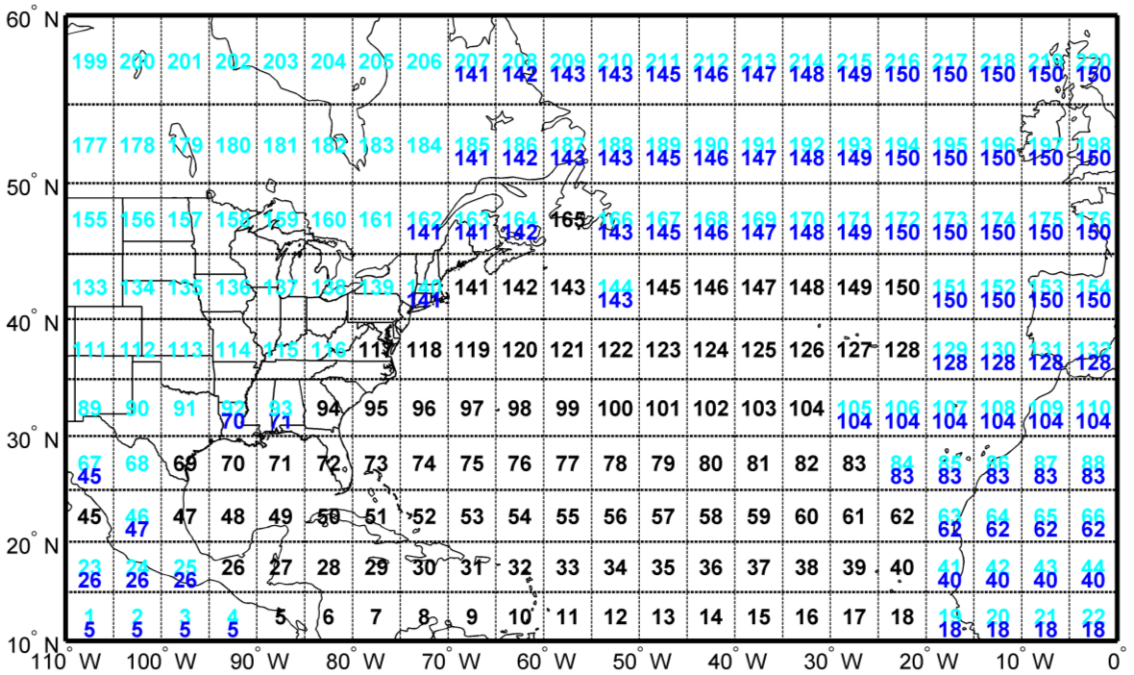 60° N
199 200 201 202 203 204 205 206 207 208 209 210 211 212 213 214 215 216 217 218 219 220
141 142 143 143 145 146 147 148 149 150 150 150 150 150
177 178 179 180 181 182 183 184 185 186 187 188 189 190 191 192 193 194 195 196 197 198
141 142 143 143 145 146 147 148 149 150 150 150 150 150
50° N
155 156 157 158 159 160 161 162 163 164 165 166 167 168 169 170 171 172 173 174 175 176
141 141 142 143 145 146 147 148 149 150 150 150 150 150
133 134 135 136 137 138 139 140 141 142 143 144 145 146 147 148 149 150 151 152 153 154
141 143 150 150 150 150
40° N
111 112 113 114 115 116 117 118 119 120 121 122 123 124 125 126 127 128 129 130 131 132
128 128 128 128
89 90 91 92 93 94 95 96 97 98 99 100 101 102 103 104 105 106 107 108 109 110
70 71 104 104 104 104 104 104
30° N
67 68 69 70 71 72 73 74 75 76 77 78 79 80 81 82 83 84 85 86 87 88
45 83 83 83 83 83
45 46 47 48 49 50 51 52 53 54 55 56 57 58 59 60 61 62 63 64 65 66
47 62 62 62 62
20° N
23 24 25 26 27 28 29 30 31 32 33 34 35 36 37 38 39 40 41 42 43 44
26 26 26 40 40 40 40
1 2 3 4 5 6 7 8 9 10 11 12 13 14 15 16 17 18 19 20 21 22
5 5 5 5 18 18 18 18
10° N
110° W 100° W 90° W 80° W 70° W 60° W 50° W 40° W 30° W 20° W 10° W 0°